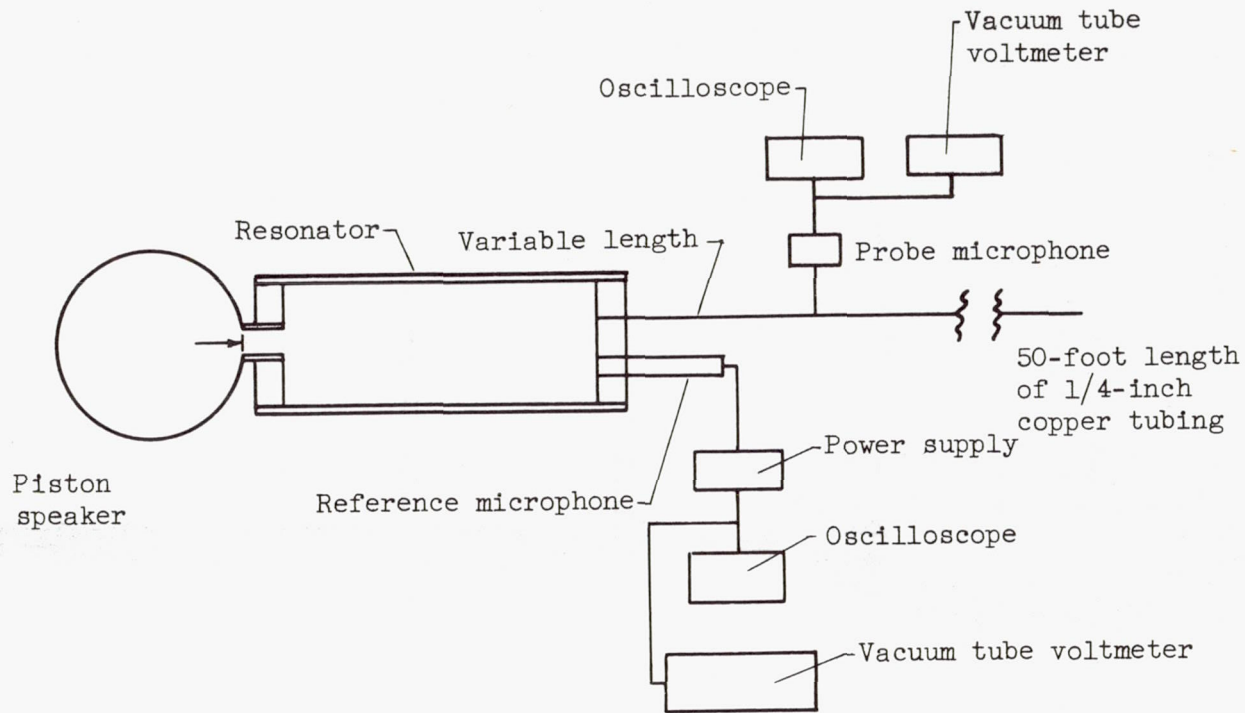 Vacuum tube
voltmeter
Oscilloscope
Resonator
Variable length
Probe microphone
50-foot length
of 1/4-inch
copper tubing
Power supply
Piston
speaker
Reference microphone
Oscilloscope
Vacuum tube voltmeter